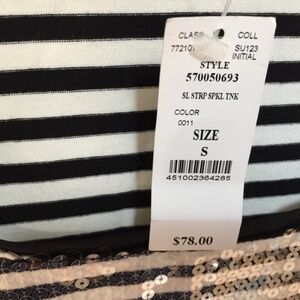 CLASS COLL
SU123
INITIAL
STYLE
570050693
SL STRP SPKL TNK
COLOR
0011
SIZE
S
451002364285
$78.00